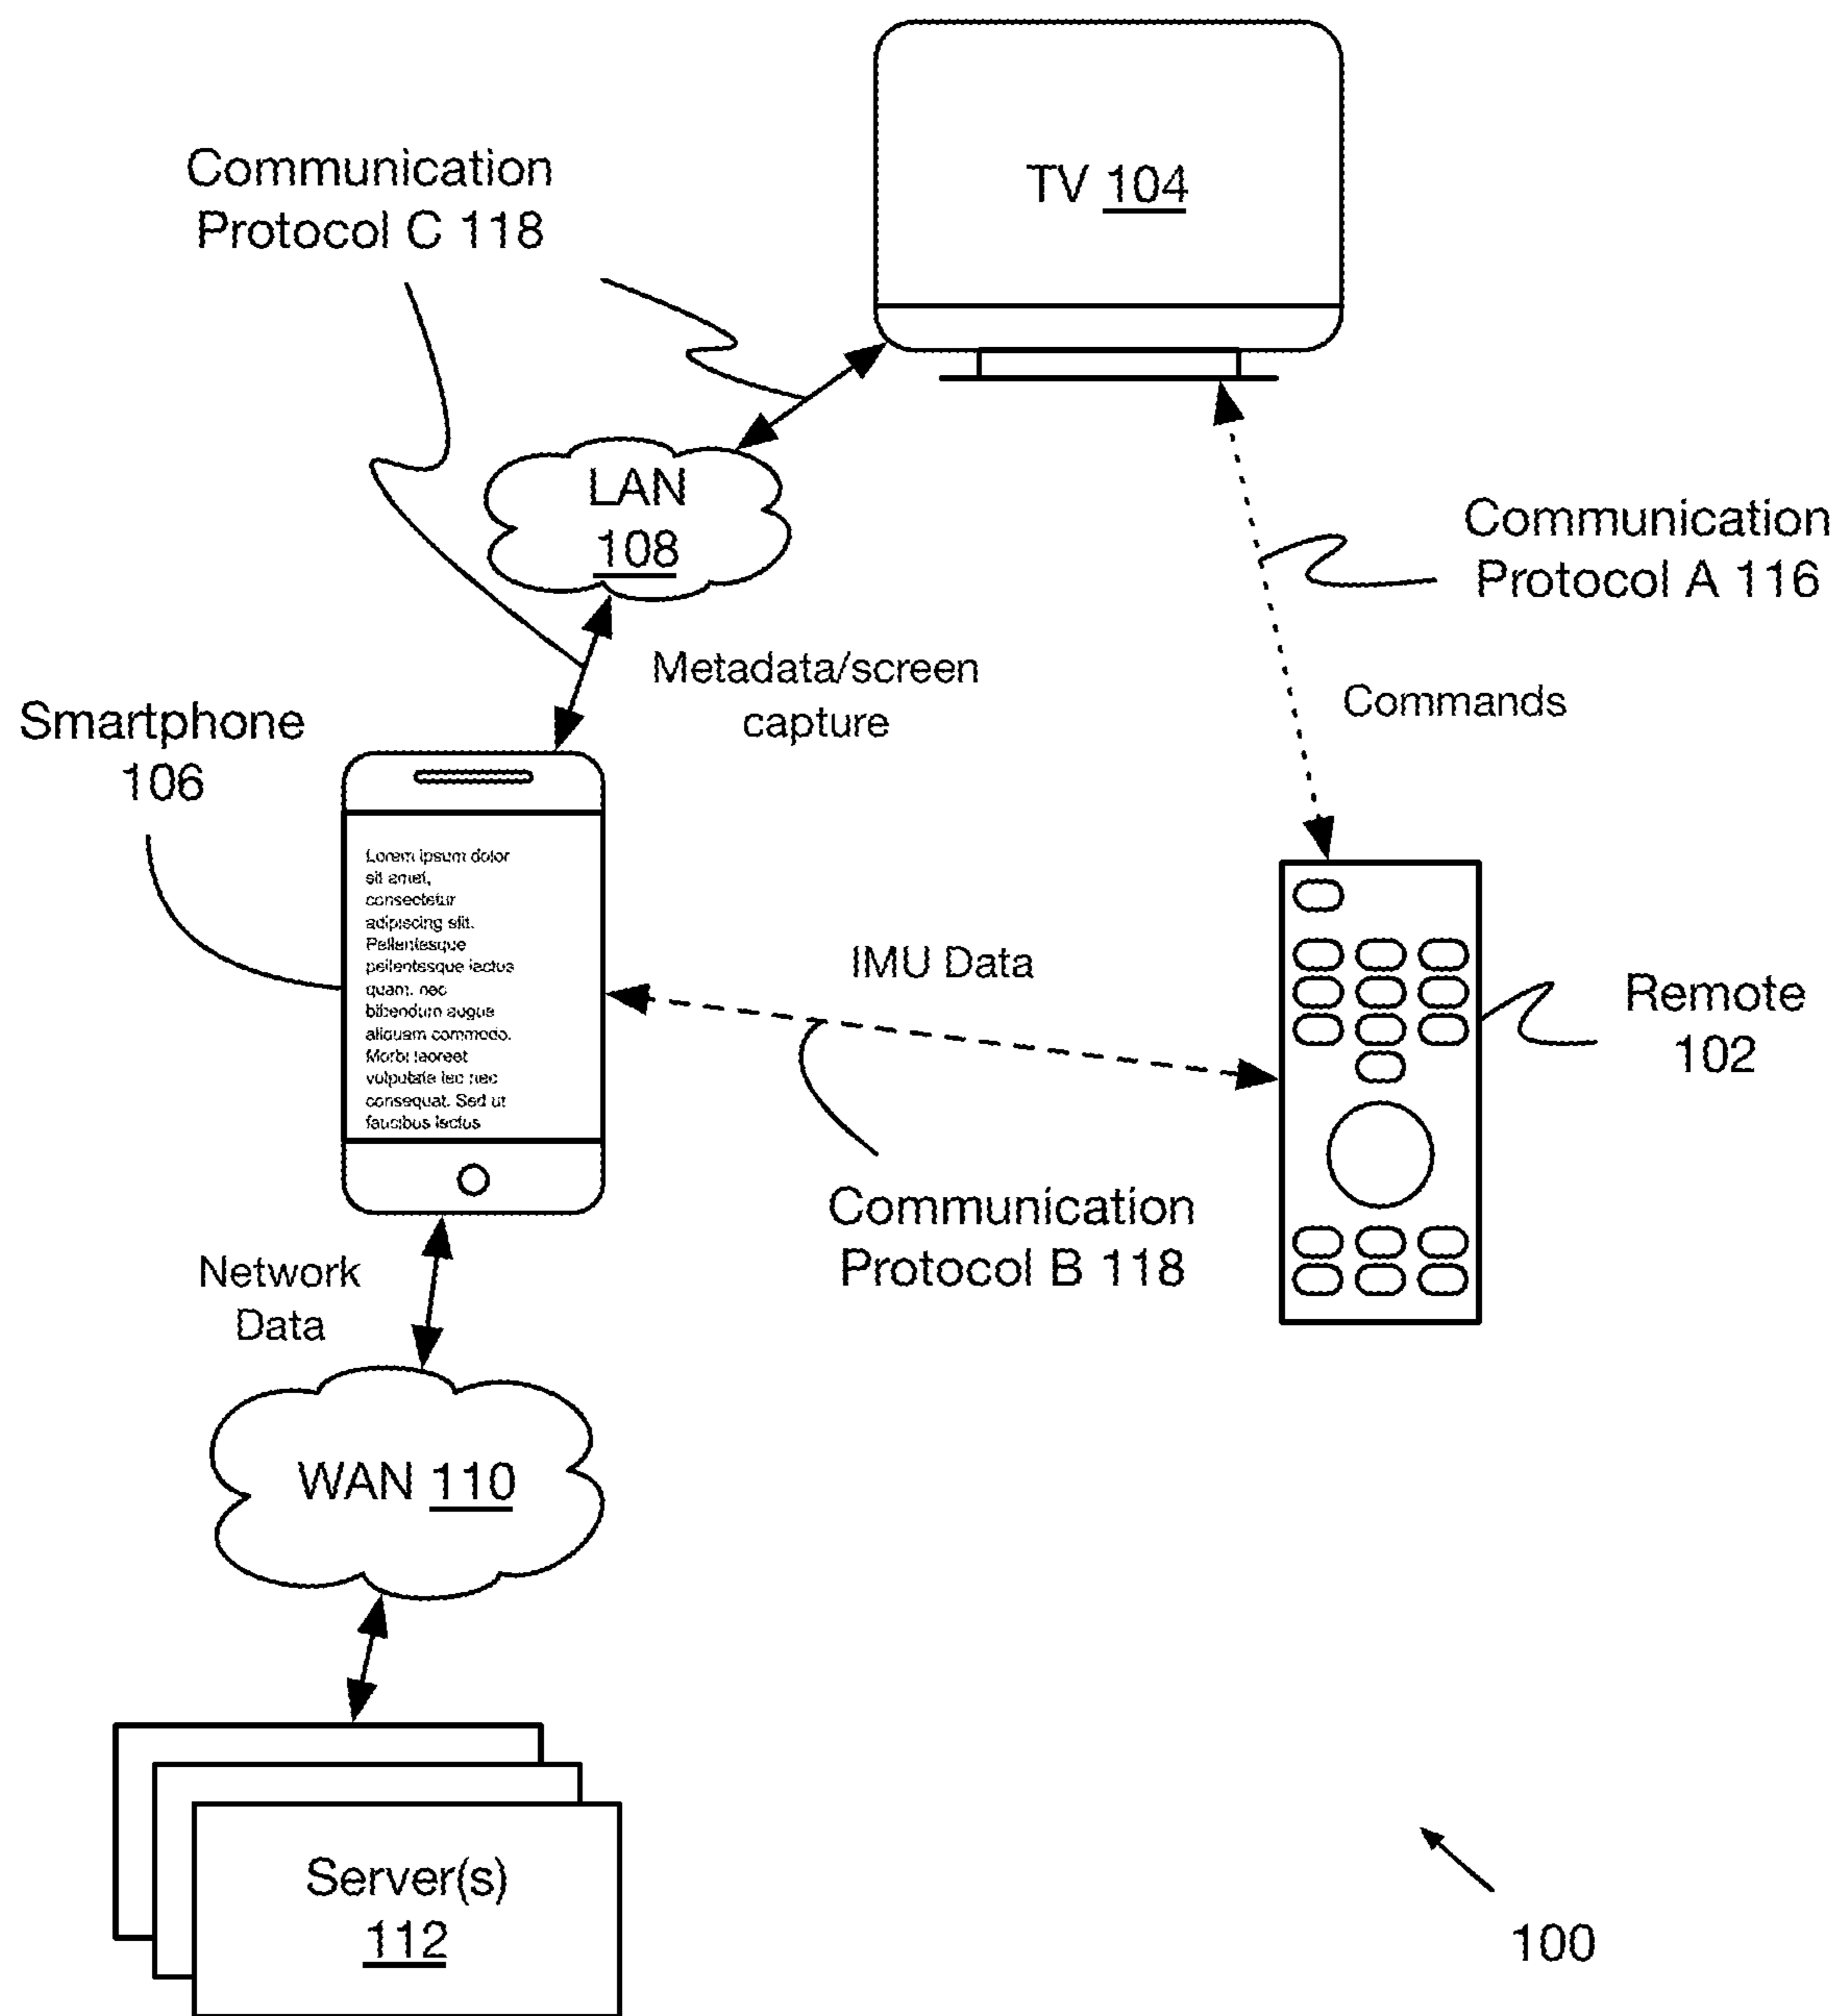 TV 104
Communication
Protocol C 118
LAN
108
Communication
Protocol A 116
Metadata/screen
capture
Commands
Smartphone
106
Lorem ipsum dolor
sit amet,
consectetur
adipiscing elit.
Pellentesque
pellentesque lectus
quam, nec
bibendum augue
aliquam commodo.
Morbi laoreet
vulputate leo nec
consequat. Sed ut
faucibus lectus
IMU Data
Remote
102
Communication
Protocol B 118
Network
Data
WAN 110
Server(s)
112
100